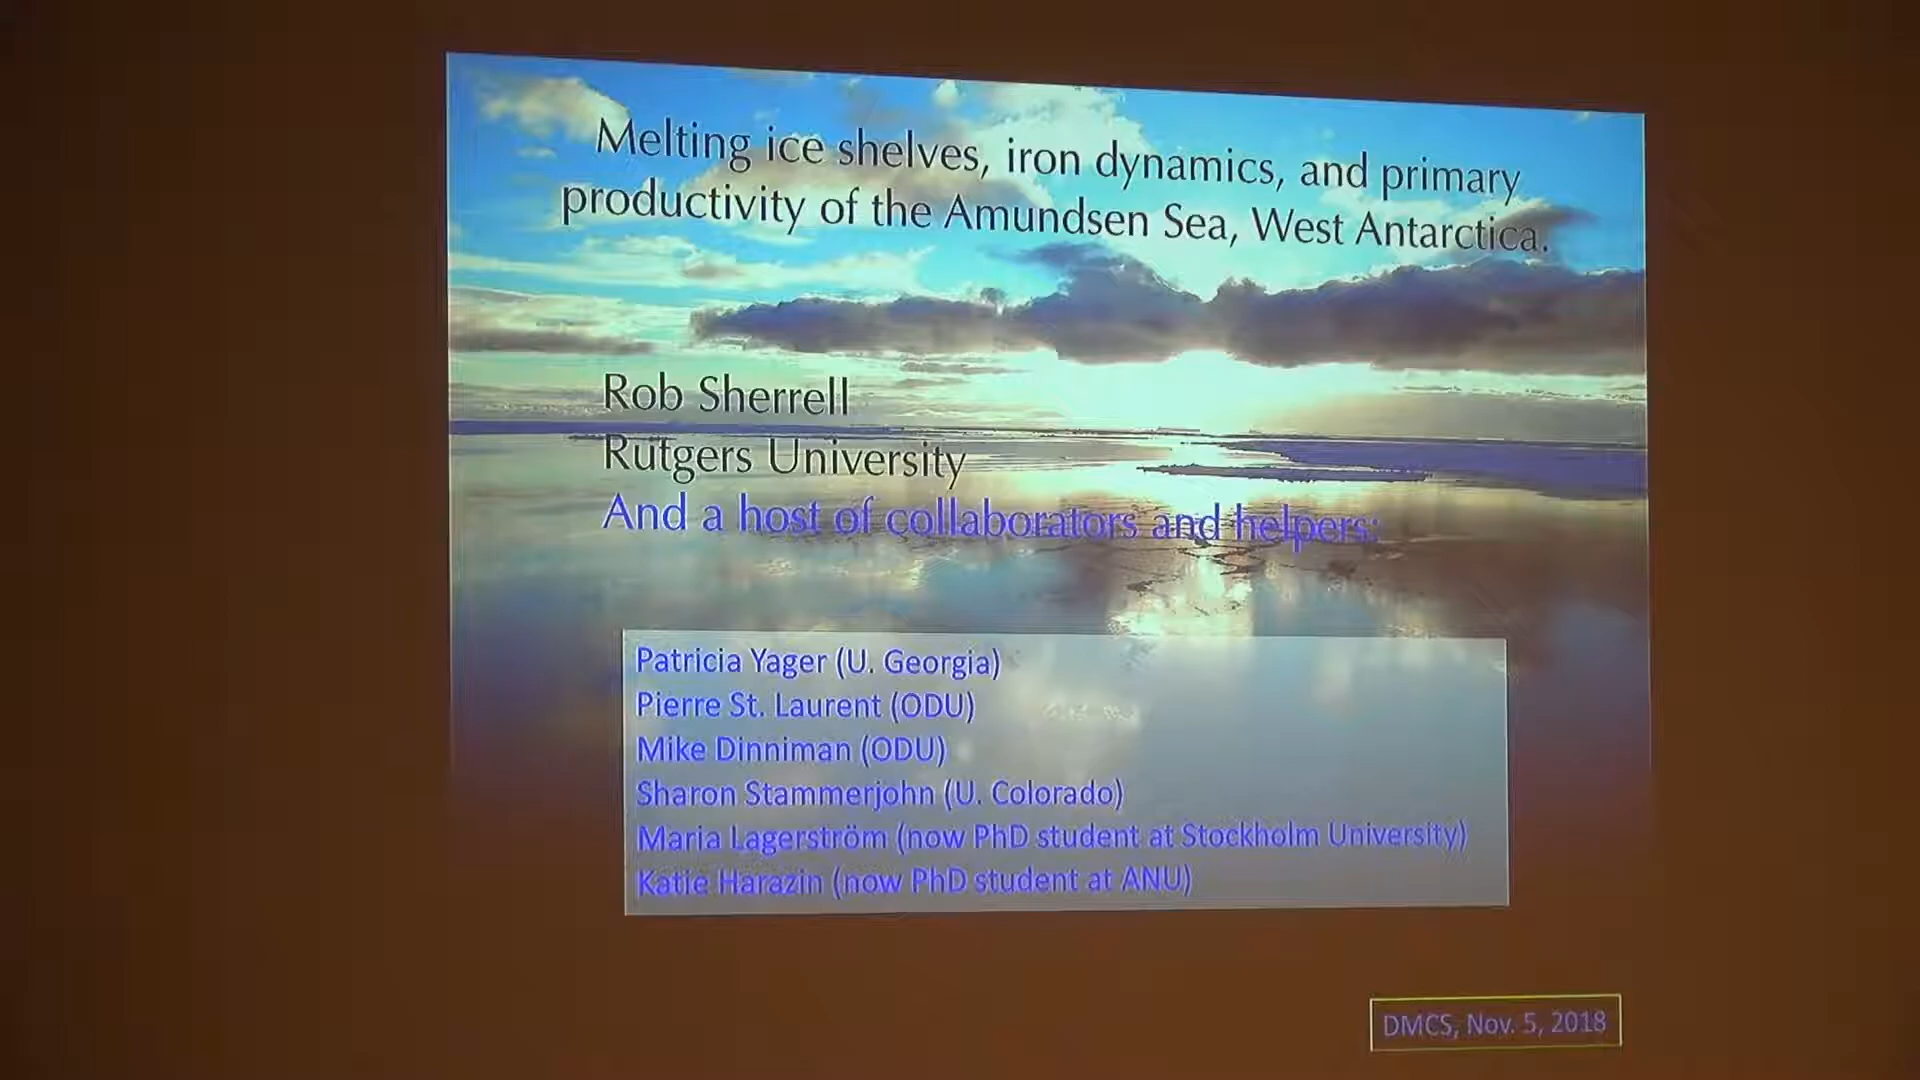 Melting ice shelves, iron dynamics, and primary
productivity of the Amundsen Sea, West Antarctica.
Rob Sherrell
Rutgers University
And a host of collaborators and helpers:
Patricia Yager (U. Georgia)
Pierre St. Laurent (ODU)
Mike Dinniman (ODU)
Sharon Stammerjohn (U. Colorado)
Maria Lagerström (now PhD student at Stockholm University)
Katie Harazin (now PhD student at ANU)
DMCS, Nov. 5, 2018